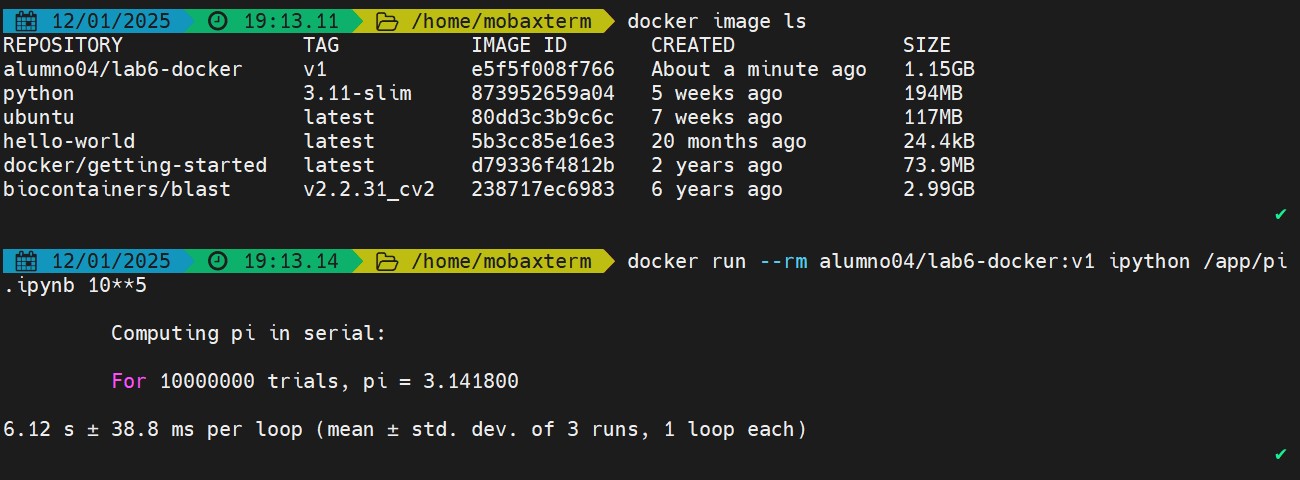 12/01/2025 19:13.11 /home/mobaxterm docker image ls
REPOSITORY TAG IMAGE ID CREATED SIZE
alumno04/lab6-docker v1 e5f5f008f766 About a minute ago 1.15GB
python 3.11-slim 873952659a04 5 weeks ago 194MB
ubuntu latest 80dd3c3b9c6c 7 weeks ago 117MB
hello-world latest 5b3cc85e16e3 20 months ago 24.4kB
docker/getting-started latest d79336f4812b 2 years ago 73.9MB
biocontainers/blast v2.2.31_cv2 238717ec6983 6 years ago 2.99GB
✔
12/01/2025 19:13.14 /home/mobaxterm docker run --rm alumno04/lab6-docker:v1 ipython /app/pi
.ipynb 10**5
Computing pi in serial:
For 10000000 trials, pi = 3.141800
6.12 s ± 38.8 ms per loop (mean ± std. dev. of 3 runs, 1 loop each)
✔